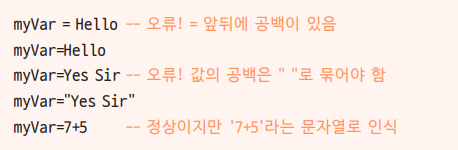 myVar = Hello -- 오류! = 앞뒤에 공백이 있음
myVar=Hello
myVar=Yes Sir -- 오류! 값의 공백은 " "로 묶어야 함
myVar="Yes Sir"
myVar=7+5 -- 정상이지만 '7+5'라는 문자열로 인식